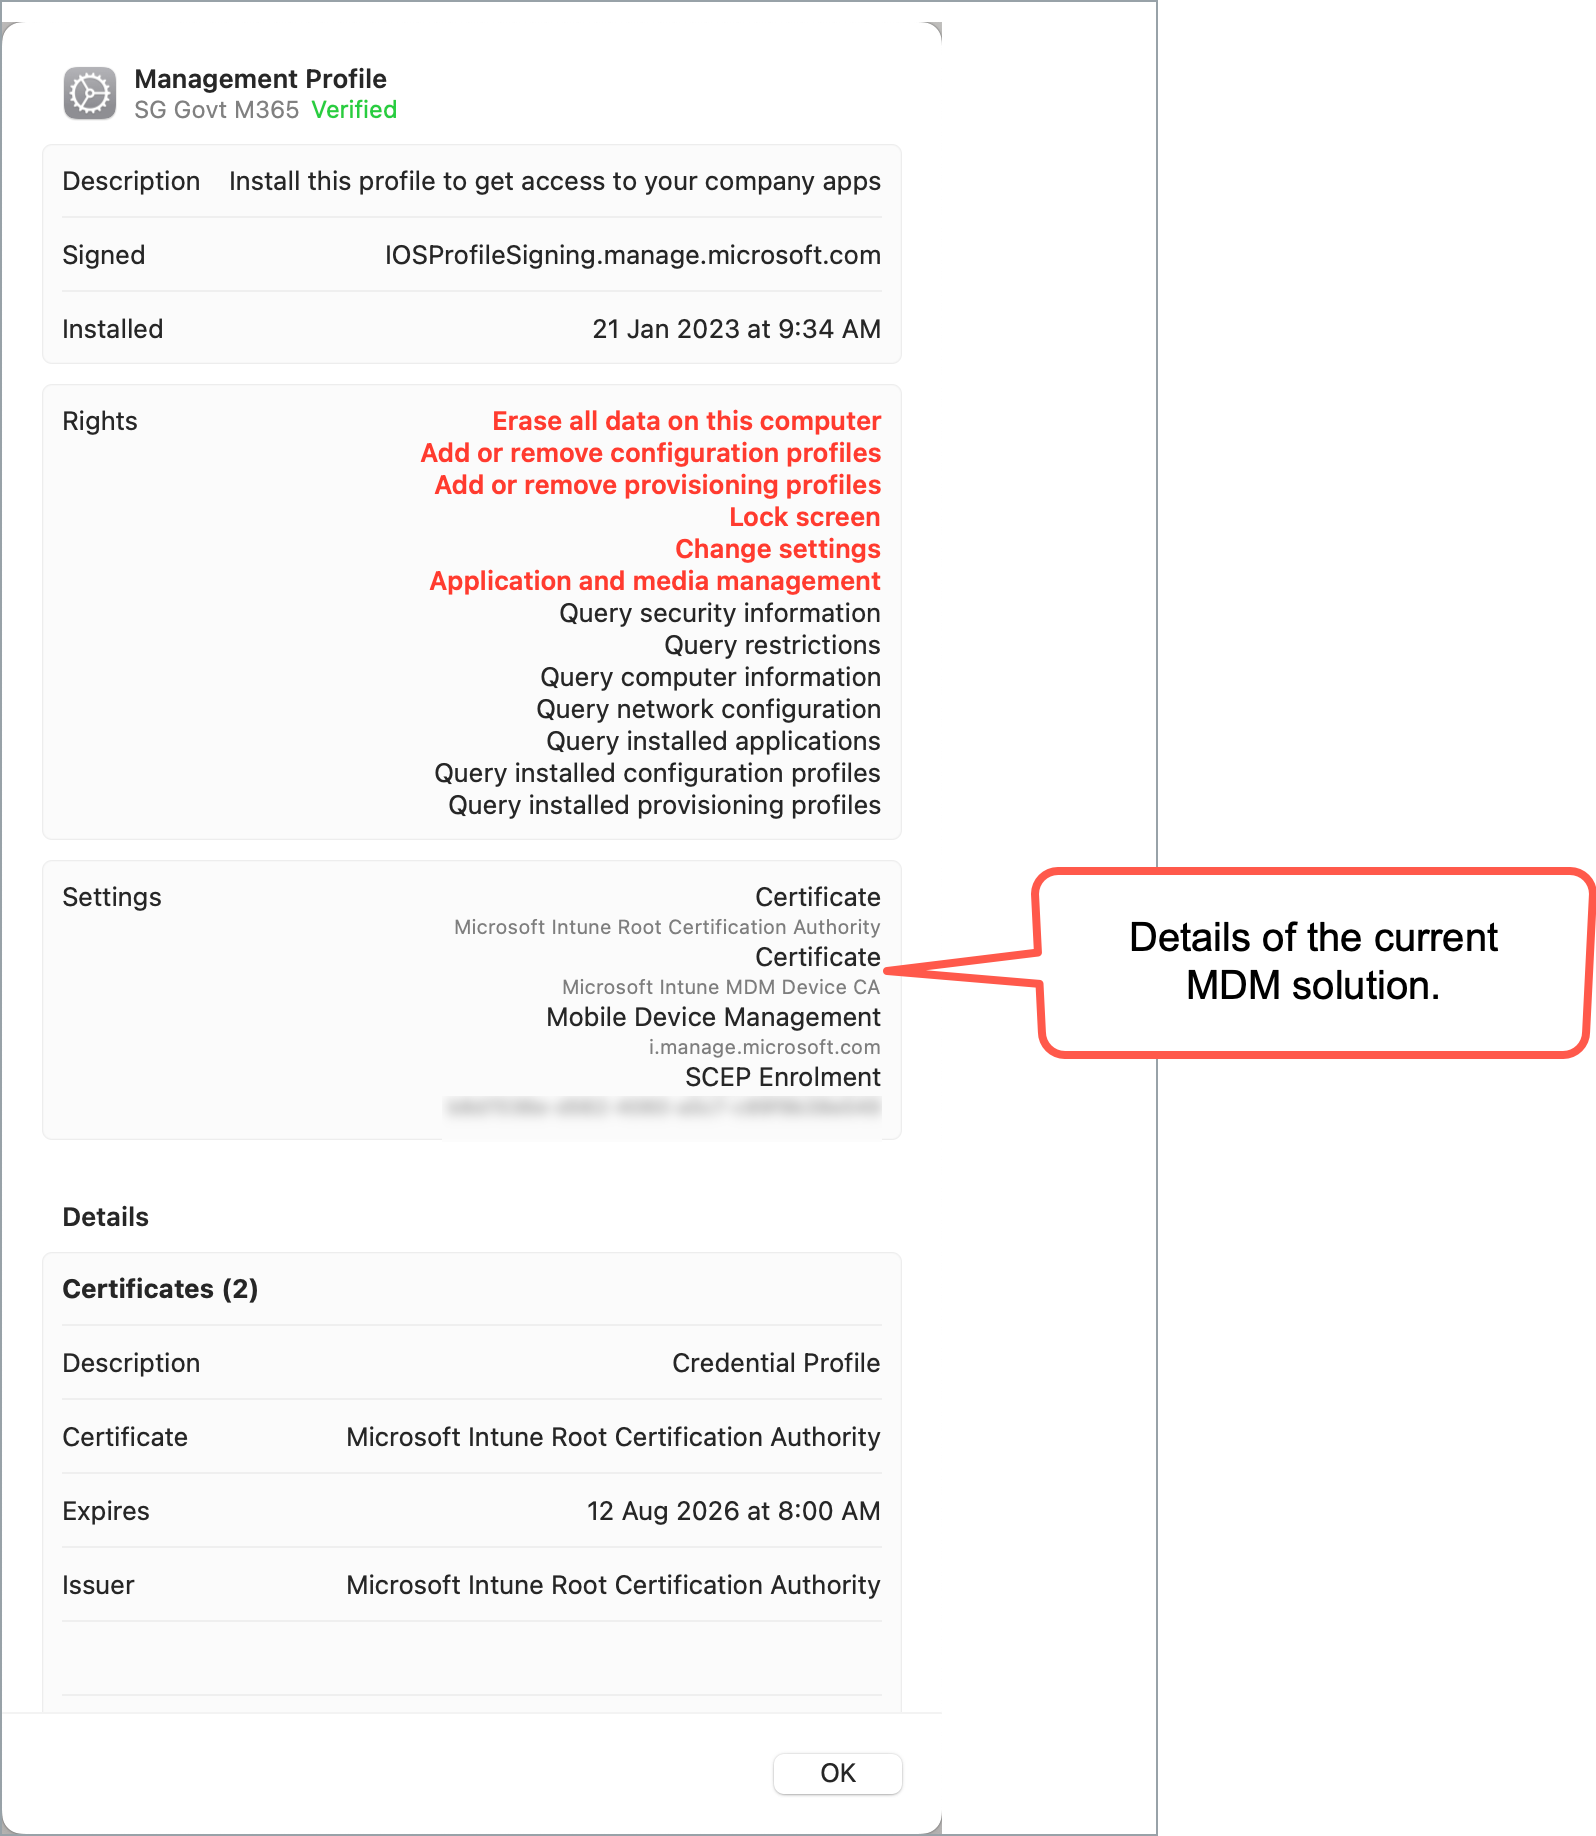 Management Profile
SG Govt M365 Verified
Description Install this profile to get access to your company apps
Signed IOSProfileSigning.manage.microsoft.com
Installed 21 Jan 2023 at 9:34 AM
Rights Erase all data on this computer
Add or remove configuration profiles
Add or remove provisioning profiles
Lock screen
Change settings
Application and media management
Query security information
Query restrictions
Query computer information
Query network configuration
Query installed applications
Query installed configuration profiles
Query installed provisioning profiles
Settings Certificate
Microsoft Intune Root Certification Authority
Certificate
Microsoft Intune MDM Device CA
Mobile Device Management
i.manage.microsoft.com
SCEP Enrolment
Details of the current
MDM solution.
Details
Certificates (2)
Description Credential Profile
Certificate Microsoft Intune Root Certification Authority
Expires 12 Aug 2026 at 8:00 AM
Issuer Microsoft Intune Root Certification Authority
OK